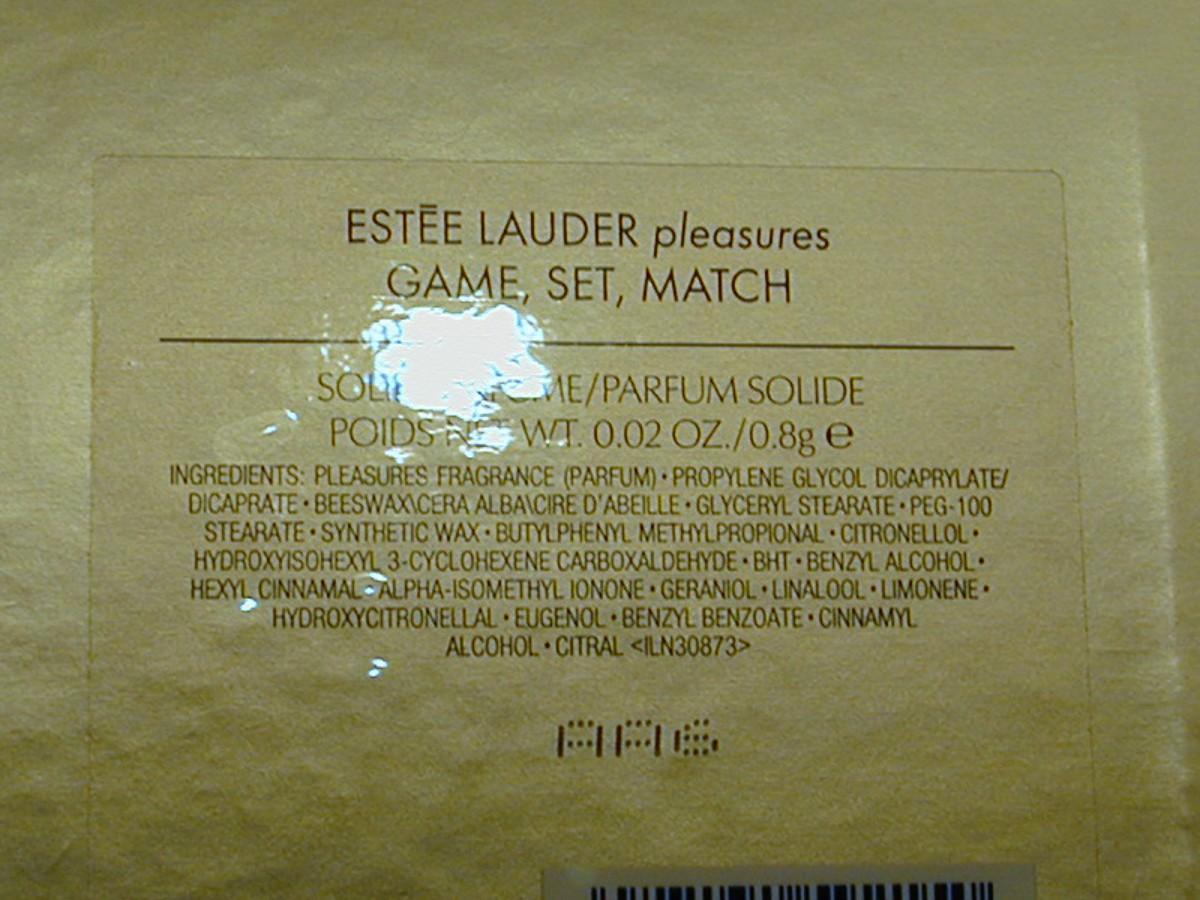 ESTĒE LAUDER pleasures
GAME, SET, MATCH
/PARFUM SOLIDE
POIDS NET WT. 0.02 OZ./0.8g ℮
INGREDIENTS: PLEASURES FRAGRANCE (PARFUM) • PROPYLENE GLYCOL DICAPRYLATE/
DICAPRATE • BEESWAX\CERA ALBA\CIRE D'ABEILLE • GLYCERYL STEARATE • PEG-100
STEARATE • SYNTHETIC WAX • BUTYLPHENYL METHYLPROPIONAL • CITRONELLOL •
HYDROXYISOHEXYL 3-CYCLOHEXENE CARBOXALDEHYDE • BHT • BENZYL ALCOHOL •
HEXYL CINNAMAL • ALPHA-ISOMETHYL IONONE • GERANIOL • LINALOOL • LIMONENE •
HYDROXYCITRONELLAL • EUGENOL • BENZYL BENZOATE • CINNAMYL
ALCOHOL • CITRAL <ILN30873>